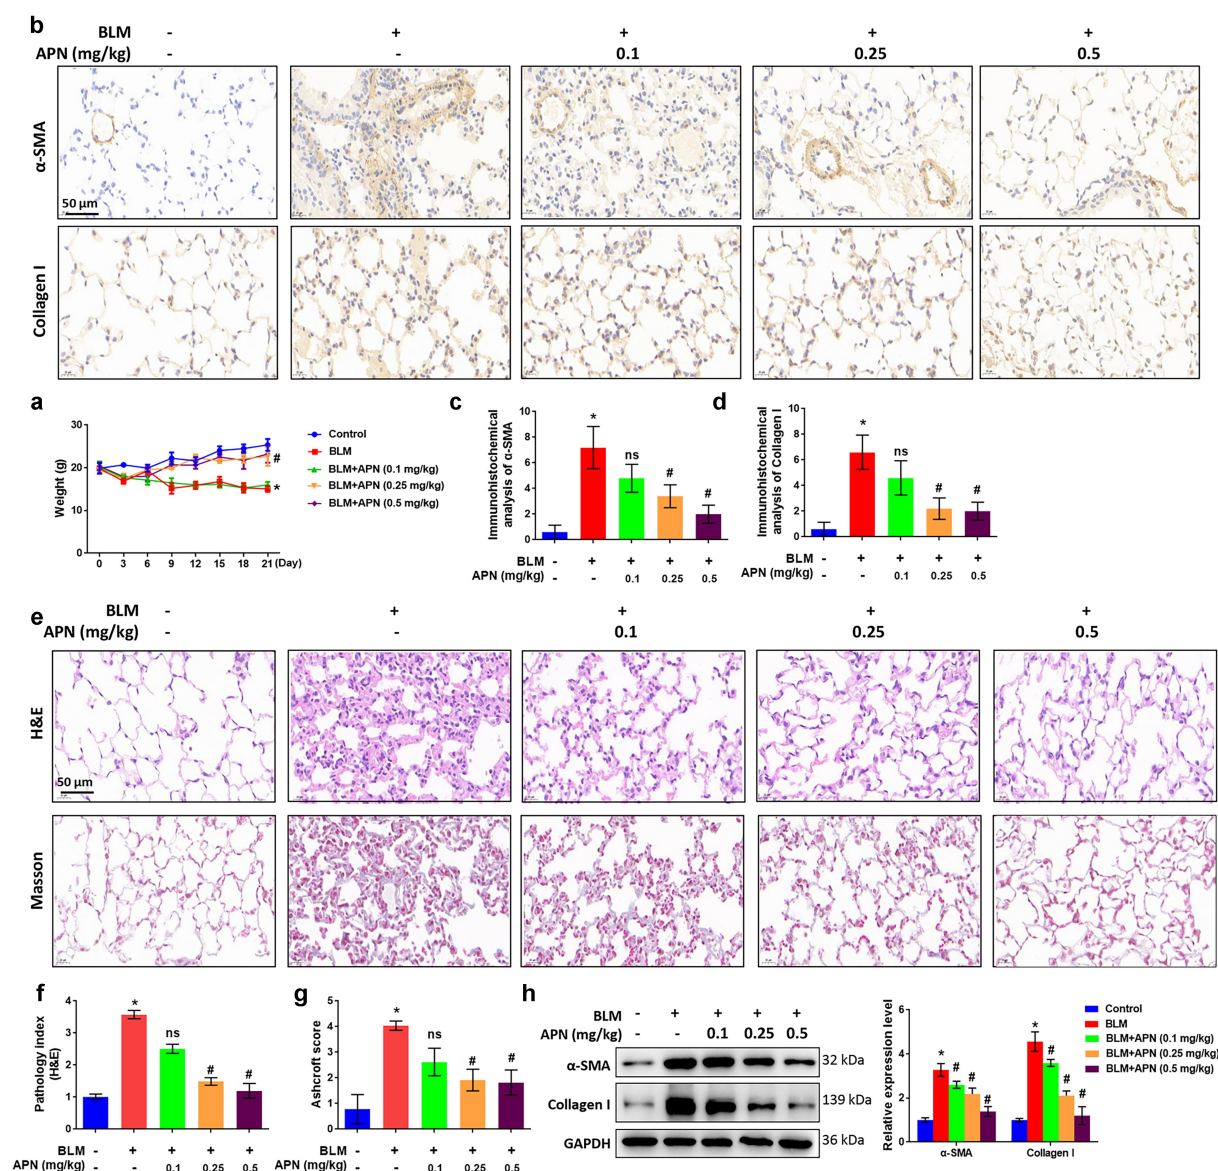 b
BLM - + + + +
APN (mg/kg) - - 0.1 0.25 0.5
α-SMA
50 μm
Collagen I
a
Weight (g)
30
20
10
0
0 3 6 9 12 15 18 21 (Day)
#
*
Control
BLM
BLM+APN (0.1 mg/kg)
BLM+APN (0.25 mg/kg)
BLM+APN (0.5 mg/kg)
c
Immunohistochemical
analysis of α-SMA
10
8
6
4
2
0
* ns # #
BLM - + + + +
APN (mg/kg) - - 0.1 0.25 0.5
d
Immunohistochemical
analysis of Collagen I
10
8
6
4
2
0
* ns # #
BLM - + + + +
APN (mg/kg) - - 0.1 0.25 0.5
e
BLM - + + + +
APN (mg/kg) - - 0.1 0.25 0.5
H&E
50 μm
Masson
f
Pathology index
(H&E)
4
3
2
1
0
* ns # #
BLM - + + + +
APN (mg/kg) - - 0.1 0.25 0.5
g
Ashcroft score
5
4
3
2
1
0
* ns # #
BLM - + + + +
APN (mg/kg) - - 0.1 0.25 0.5
h
BLM - + + + +
APN (mg/kg) - - 0.1 0.25 0.5
α-SMA 32 kDa
Collagen I 139 kDa
GAPDH 36 kDa
Relative expression level
6
4
2
0
* # # #
* # # #
α-SMA Collagen I
Control
BLM
BLM+APN (0.1 mg/kg)
BLM+APN (0.25 mg/kg)
BLM+APN (0.5 mg/kg)